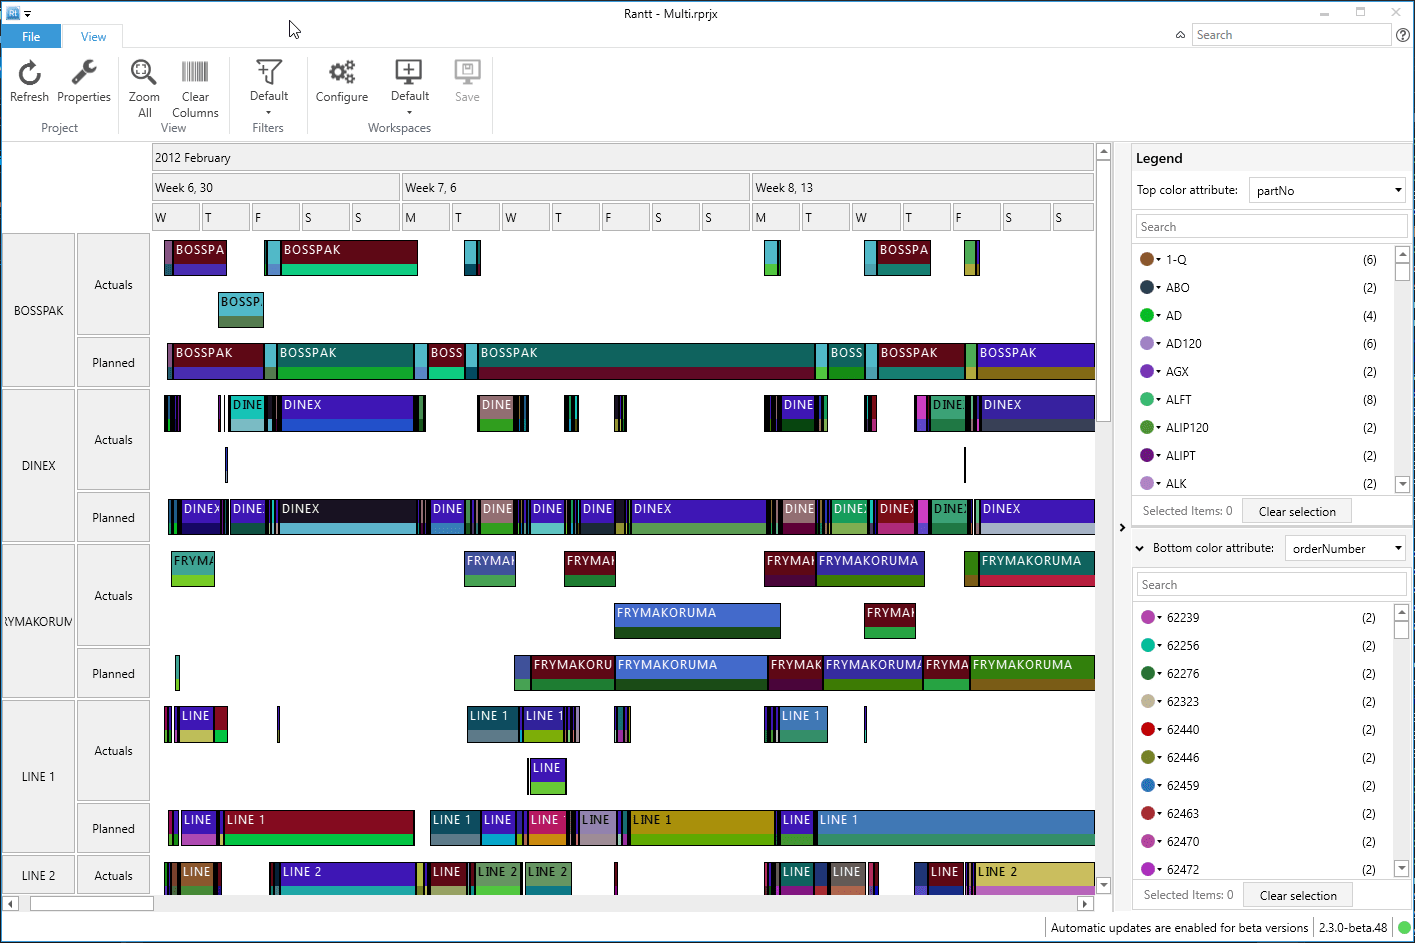 Rt
Rantt - Multi.rprjx
File
View
Search
Refresh
Properties
Zoom
All
Clear
Columns
Default
Configure
Default
Save
Project
View
Filters
Workspaces
2012 February
Week 6, 30
Week 7, 6
Week 8, 13
W T F S S M T W T F S S M T W T F S S
BOSSPAK
Actuals
BOSSPA
BOSSPAK
BOSSPA
BOSSP
Planned
BOSSPAK
BOSSPAK
BOSS
BOSSPAK
BOSS
BOSSPAK
BOSSPAK
DINEX
Actuals
DINE
DINEX
DINE
DINE
DINE
DINEX
Planned
DINEX
DINE
DINEX
DINE
DINE
DINE
DINE
DINEX
DINE
DINE
DINE
DINE
DINEX
RYMAKORUM
Actuals
FRYMA
FRYMA
FRYMA
FRYMAK
FRYMAKORUMA
FRYMAKORUMA
FRYMAKORUMA
FRYMA
Planned
FRYMAKORU
FRYMAKORUMA
FRYMAK
FRYMAKORUMA
FRYMA
FRYMAKORUMA
LINE 1
Actuals
LINE
LINE 1
LINE 1
LINE 1
LINE
Planned
LINE
LINE 1
LINE 1
LINE
LINE
LINE
LINE 1
LINE
LINE 1
LINE 2
Actuals
LINE
LINE 2
LINE
LINE 2
LINE 2
LINE
LINE
LINE
LINE 2
Legend
Top color attribute: partNo
Search
1-Q (6)
ABO (2)
AD (4)
AD120 (6)
AGX (2)
ALFT (8)
ALIP120 (2)
ALIPT (2)
ALK (2)
Selected Items: 0 Clear selection
Bottom color attribute: orderNumber
Search
62239 (2)
62256 (2)
62276 (2)
62323 (2)
62440 (2)
62446 (2)
62459 (2)
62463 (2)
62470 (2)
62472 (2)
Selected Items: 0 Clear selection
Automatic updates are enabled for beta versions 2.3.0-beta.48